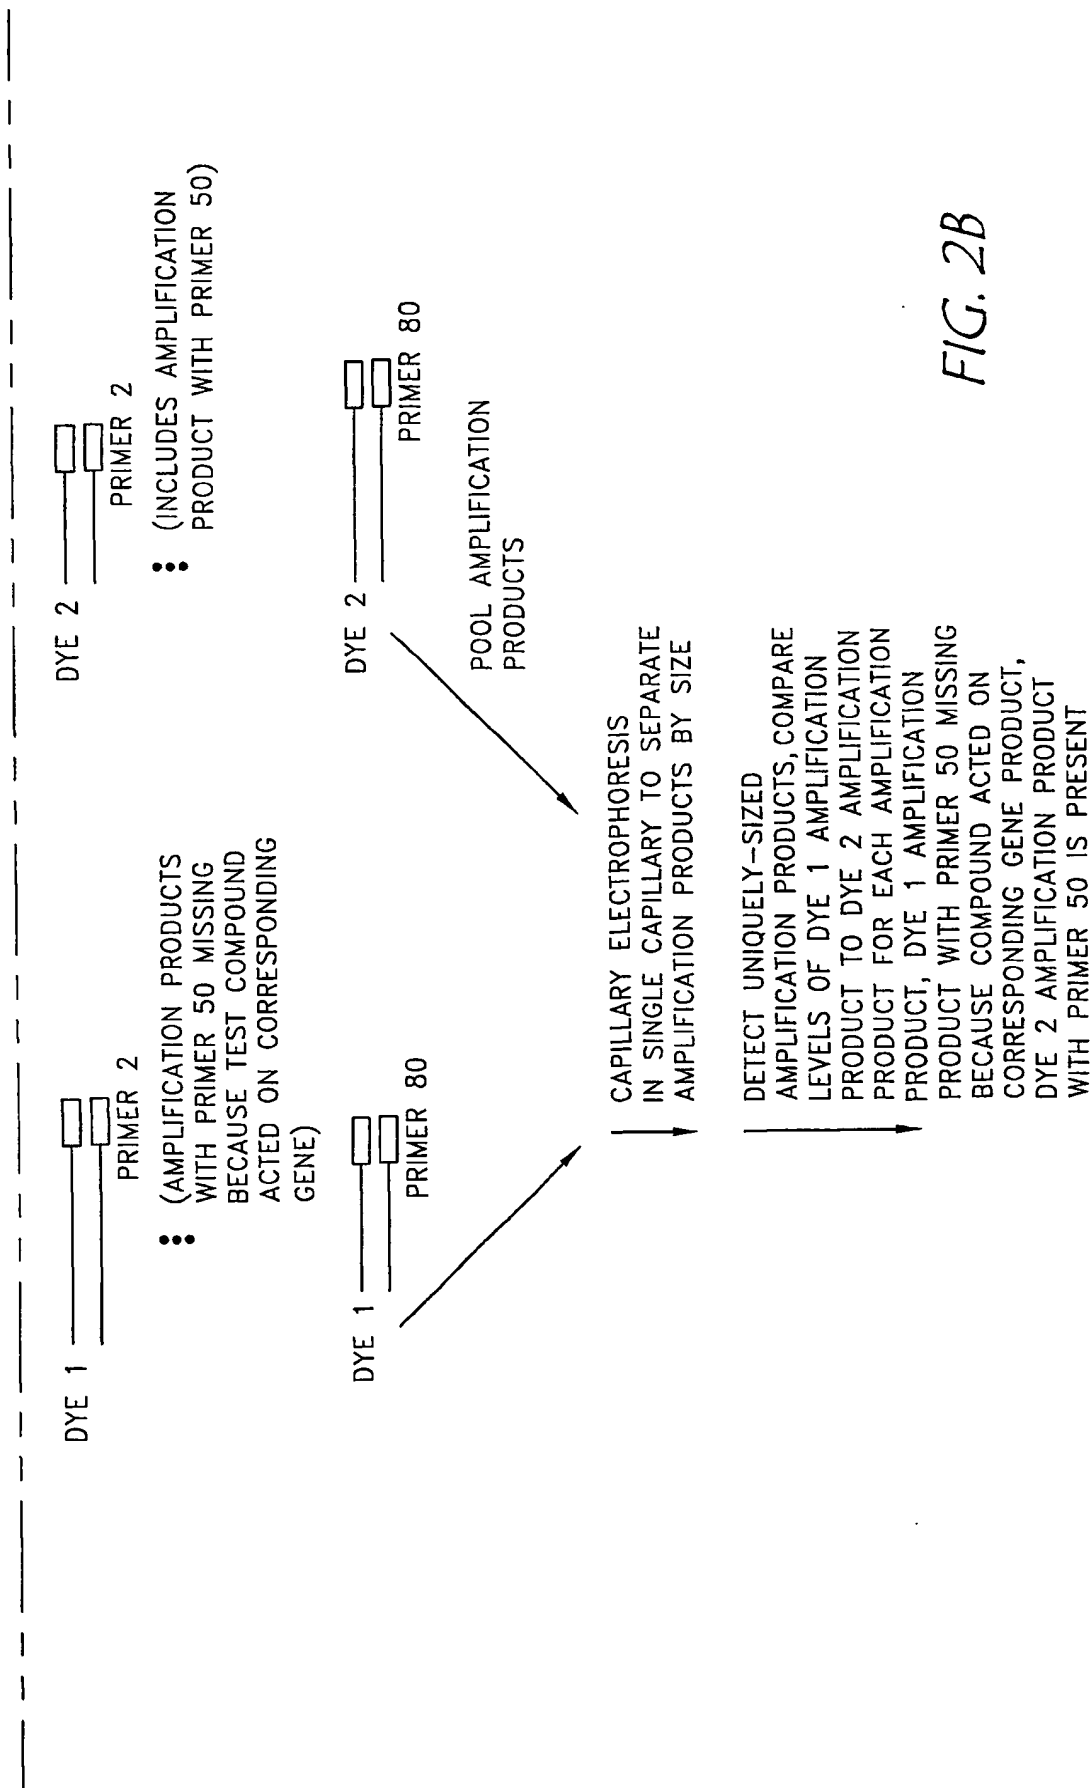 DYE 1
PRIMER 2
(AMPLIFICATION PRODUCTS
WITH PRIMER 50 MISSING
BECAUSE TEST COMPOUND
ACTED ON CORRESPONDING
GENE)
DYE 1
PRIMER 80
DYE 2
PRIMER 2
(INCLUDES AMPLIFICATION
PRODUCT WITH PRIMER 50)
DYE 2
PRIMER 80
POOL AMPLIFICATION
PRODUCTS
CAPILLARY ELECTROPHORESIS
IN SINGLE CAPILLARY TO SEPARATE
AMPLIFICATION PRODUCTS BY SIZE
DETECT UNIQUELY-SIZED
AMPLIFICATION PRODUCTS, COMPARE
LEVELS OF DYE 1 AMPLIFICATION
PRODUCT TO DYE 2 AMPLIFICATION
PRODUCT FOR EACH AMPLIFICATION
PRODUCT, DYE 1 AMPLIFICATION
PRODUCT WITH PRIMER 50 MISSING
BECAUSE COMPOUND ACTED ON
CORRESPONDING GENE PRODUCT,
DYE 2 AMPLIFICATION PRODUCT
WITH PRIMER 50 IS PRESENT
FIG. 2B